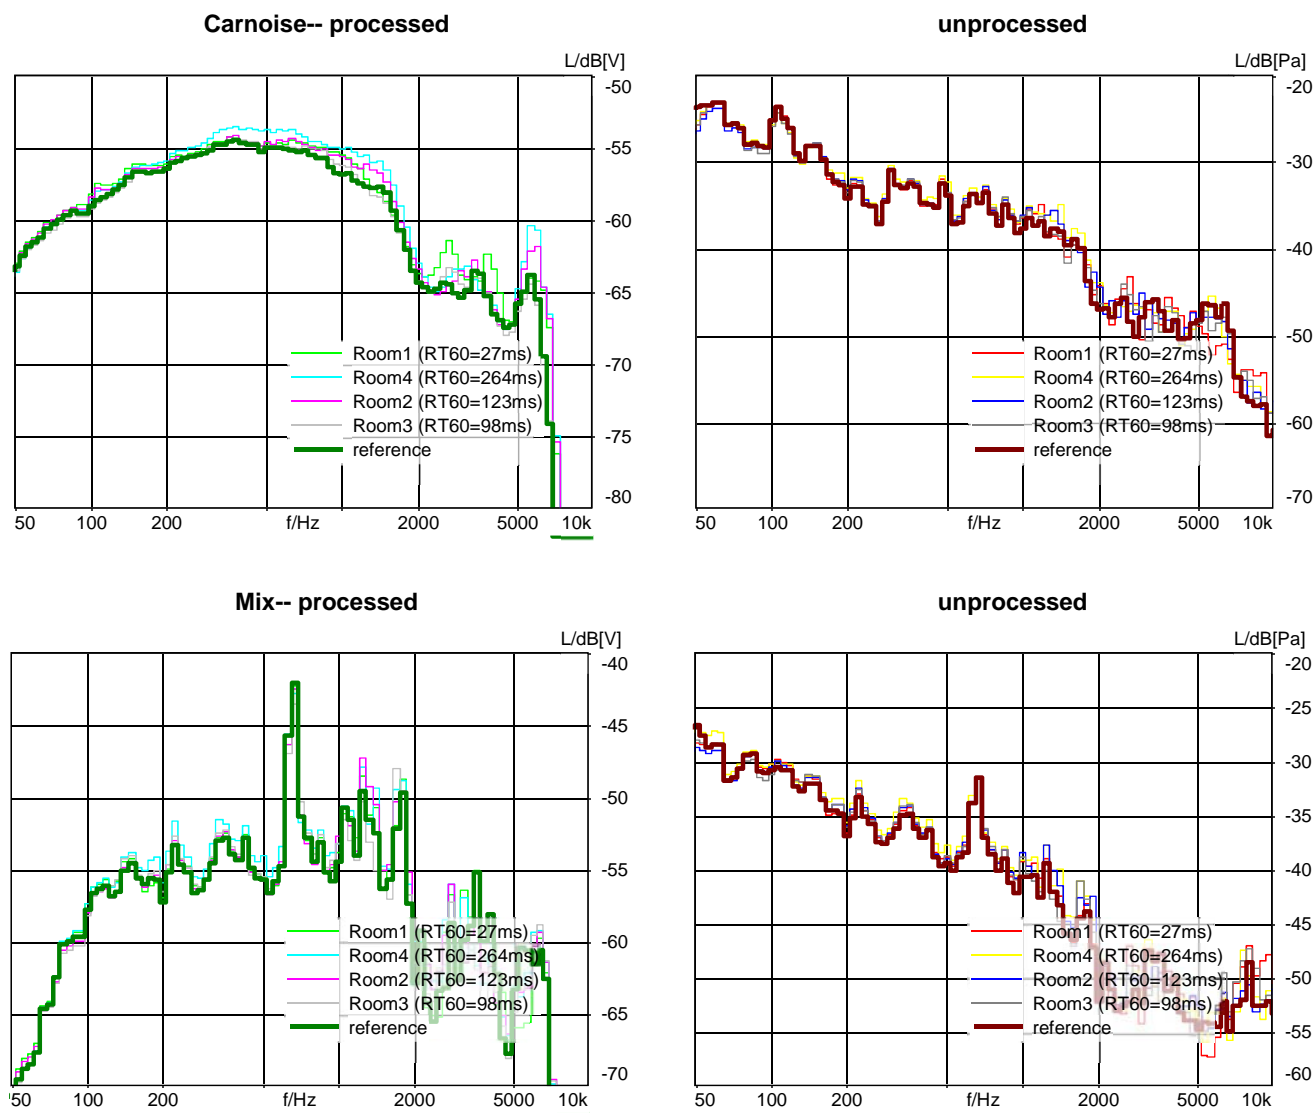 Carnoise-- processed
L/dB[V]
-50
-55
-60
-65
-70
-75
-80
Room1 (RT60=27ms)
Room4 (RT60=264ms)
Room2 (RT60=123ms)
Room3 (RT60=98ms)
reference
50 100 200 f/Hz 2000 5000 10k
unprocessed
L/dB[Pa]
-20
-30
-40
-50
-60
-70
Room1 (RT60=27ms)
Room4 (RT60=264ms)
Room2 (RT60=123ms)
Room3 (RT60=98ms)
reference
50 100 200 f/Hz 2000 5000 10k
Mix-- processed
L/dB[V]
-40
-45
-50
-55
-60
-65
-70
Room1 (RT60=27ms)
Room4 (RT60=264ms)
Room2 (RT60=123ms)
Room3 (RT60=98ms)
reference
50 100 200 f/Hz 2000 5000 10k
unprocessed
L/dB[Pa]
-20
-25
-30
-35
-40
-45
-50
-55
-60
Room1 (RT60=27ms)
Room4 (RT60=264ms)
Room2 (RT60=123ms)
Room3 (RT60=98ms)
reference
50 100 200 f/Hz 2000 5000 10k